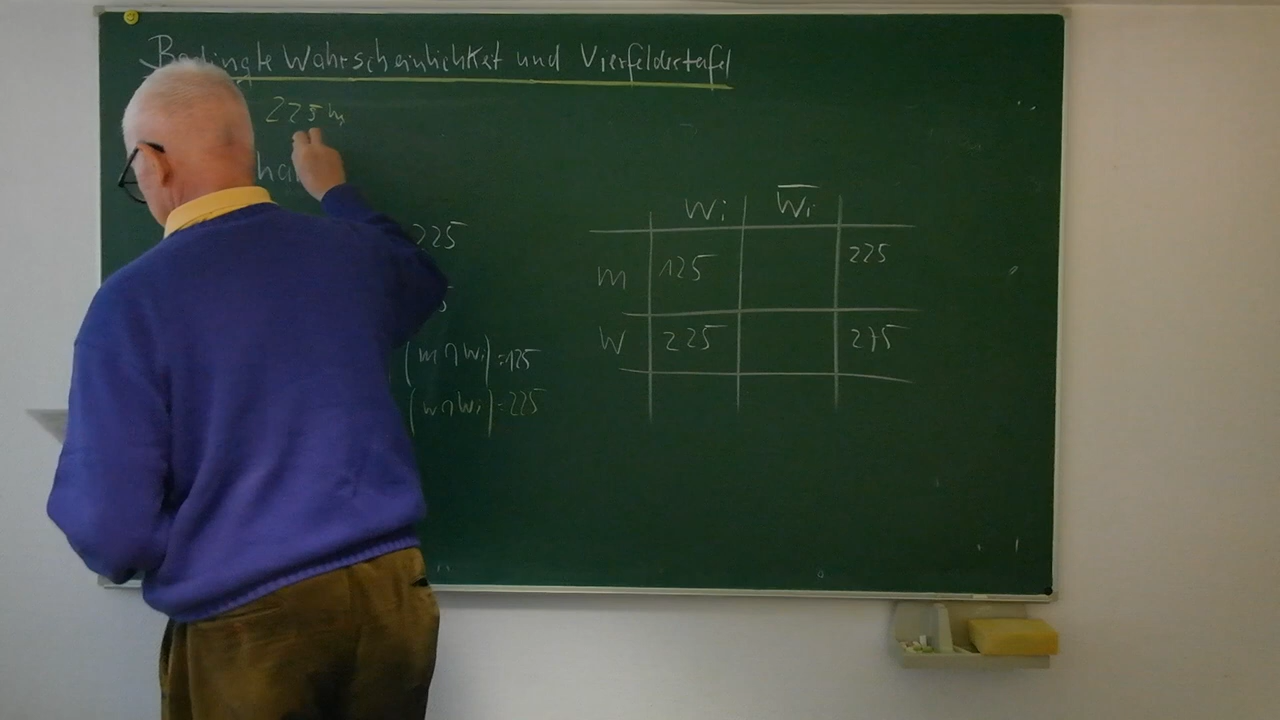 Bedingte Wahrscheinlichkeit und Vierfeldertafel
225 m
225
(m ∩ Wi) = 125
(w ∩ Wi) = 225
Wi W̅i̅
m 125 225
W 225 275